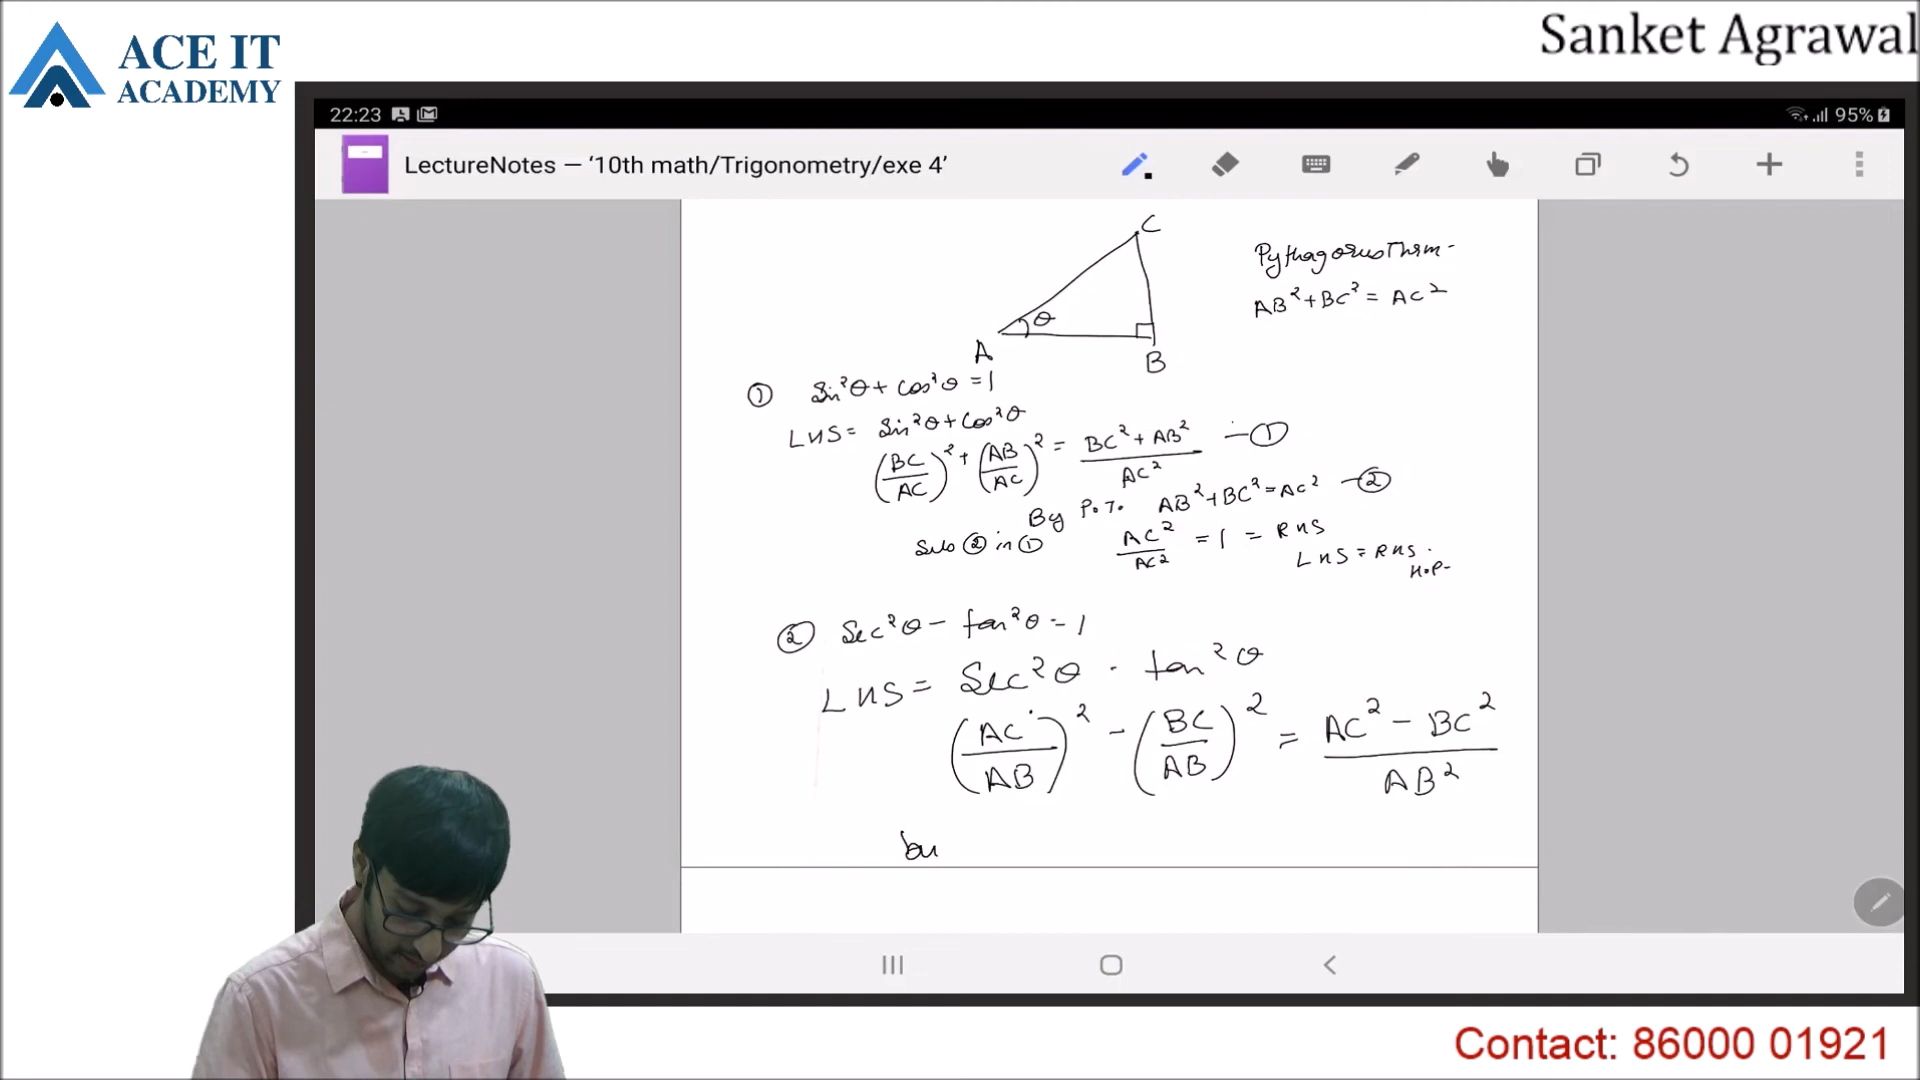 ACE IT
ACADEMY
Sanket Agrawal
22:23
95%
LectureNotes — ‘10th math/Trigonometry/exe 4’
C
θ
A
B
Pythagorus Thrm -
AB² + BC² = AC²
① Sin²θ + cos²θ = 1
LHS = Sin²θ + Cos²θ
(BC/AC)² + (AB/AC)² = (BC² + AB²)/AC² — ①
By P.T. AB² + BC² = AC² — ②
Sub ② in ① AC²/AC² = 1 = RHS
LHS = RHS.
H.P-
② Sec²θ - tan²θ = 1
LHS = Sec²θ - tan²θ
(AC/AB)² - (BC/AB)² = (AC² - BC²)/AB²
Contact: 86000 01921